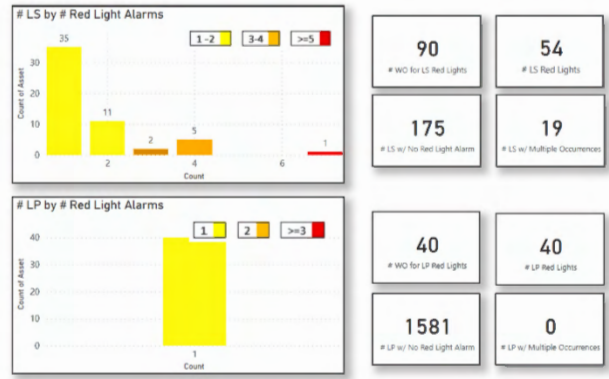 # LS by # Red Light Alarms
1 -2
3-4
>=5
Count of Asset
30
20
10
0
35
11
2
5
1
2
4
6
Count
90
# WO for LS Red Lights
54
# LS Red Lights
175
# LS w/ No Red Light Alarm
19
# LS w/ Multiple Occurrences
# LP by # Red Light Alarms
1
2
>=3
Count of Asset
40
30
20
10
0
1
Count
40
# WO for LP Red Lights
40
# LP Red Lights
1581
# LP w/ No Red Light Alarm
0
# LP w/ Multiple Occurrences